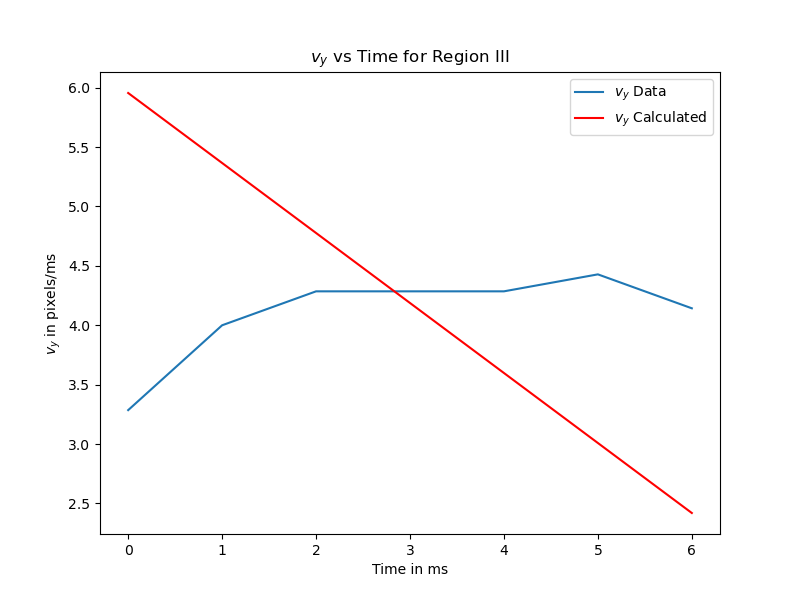 v_y vs Time for Region III
v_y Data
v_y Calculated
6.0
5.5
5.0
4.5
4.0
3.5
3.0
2.5
v_y in pixels/ms
0 1 2 3 4 5 6
Time in ms